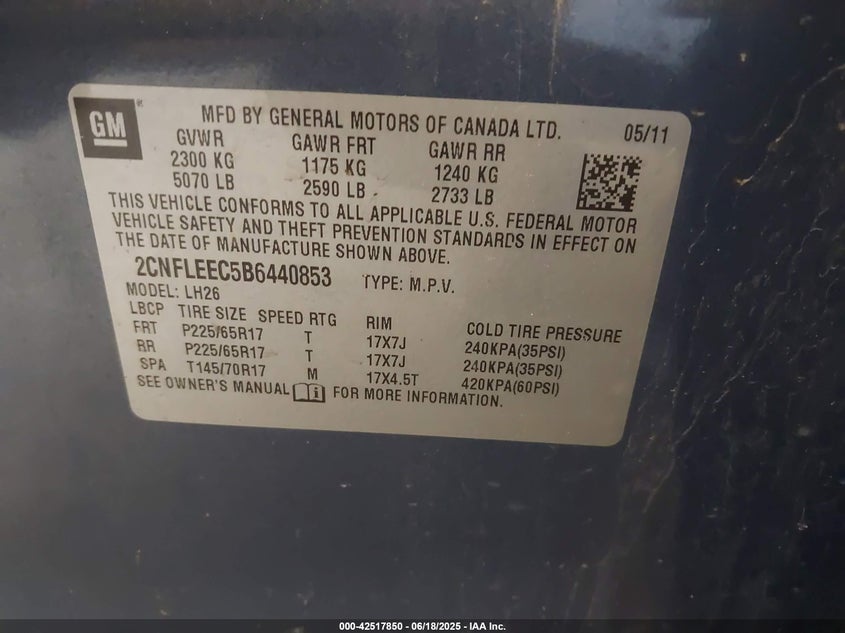 GM
MFD BY GENERAL MOTORS OF CANADA LTD. 05/11
GVWR GAWR FRT GAWR RR
2300 KG 1175 KG 1240 KG
5070 LB 2590 LB 2733 LB
THIS VEHICLE CONFORMS TO ALL APPLICABLE U.S. FEDERAL MOTOR
VEHICLE SAFETY AND THEFT PREVENTION STANDARDS IN EFFECT ON
THE DATE OF MANUFACTURE SHOWN ABOVE.
2CNFLEEC5B6440853 TYPE: M.P.V.
MODEL: LH26
LBCP TIRE SIZE SPEED RTG RIM COLD TIRE PRESSURE
FRT P225/65R17 T 17X7J 240KPA(35PSI)
RR P225/65R17 T 17X7J 240KPA(35PSI)
SPA T145/70R17 M 17X4.5T 420KPA(60PSI)
SEE OWNER'S MANUAL i FOR MORE INFORMATION.
000-42517850 - 06/18/2025 - IAA Inc.